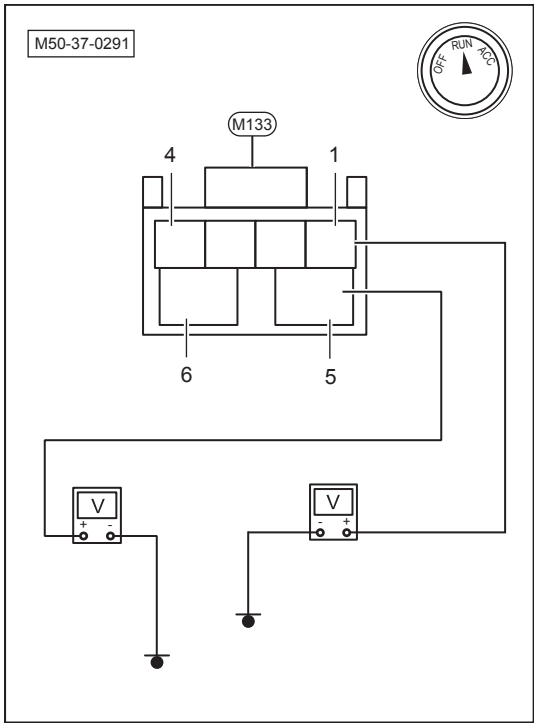 M50-37-0291
OFF RUN ACC
M133
4 1
6 5
V
+ -
V
- +